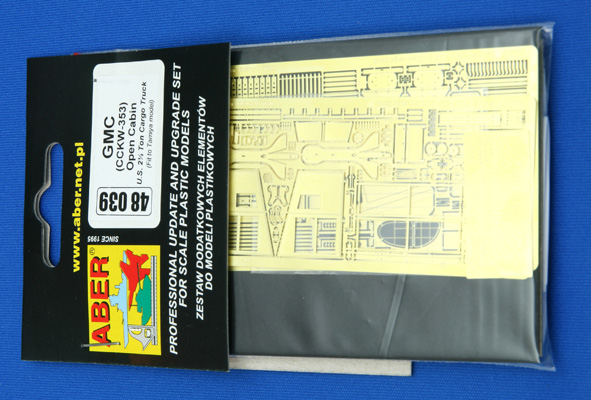 www.aber.net.pl
48 039
GMC
(CCKW-353)
Open Cabin
U.S. 2½ Ton Cargo Truck
(Fit to Tamiya model)
SINCE 1995
ABER
PROFESSIONAL UPDATE AND UPGRADE SET
FOR SCALE PLASTIC MODELS
ZESTAW DODATKOWYCH ELEMENTÓW
DO MODELI PLASTIKOWYCH